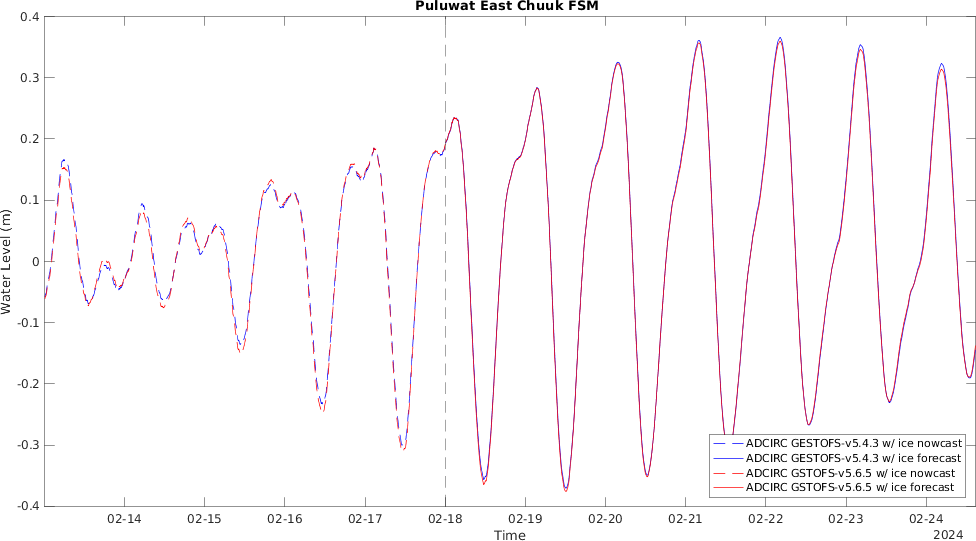 Puluwat East Chuuk FSM
0.4
0.3
0.2
0.1
0
-0.1
-0.2
-0.3
-0.4
Water Level (m)
ADCIRC GESTOFS-v5.4.3 w/ ice nowcast
ADCIRC GESTOFS-v5.4.3 w/ ice forecast
ADCIRC GSTOFS-v5.6.5 w/ ice nowcast
ADCIRC GSTOFS-v5.6.5 w/ ice forecast
02-14 02-15 02-16 02-17 02-18 02-19 02-20 02-21 02-22 02-23 02-24
Time
2024